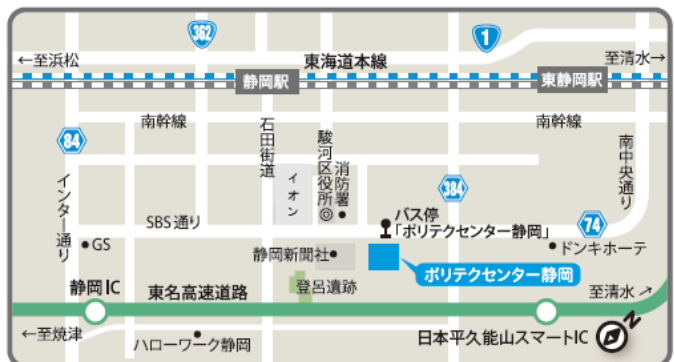 362
1
←至浜松
東海道本線
至清水→
静岡駅
東静岡駅
南幹線
南幹線
84
石田街道
駿河区役所
消防署
南中央通り
イオン
インター通り
384
SBS通り
バス停
「ポリテクセンター静岡」
74
GS
静岡新聞社
ドンキホーテ
ポリテクセンター静岡
静岡IC
東名高速道路
登呂遺跡
至清水↗
←至焼津
ハローワーク静岡
日本平久能山スマートIC
N